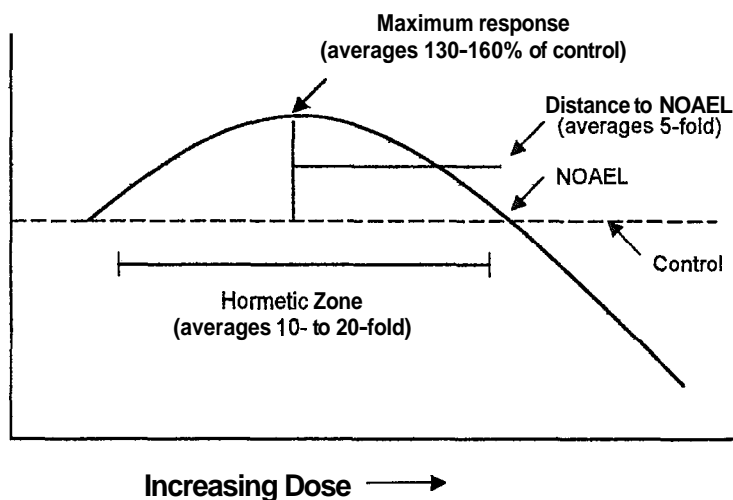 Maximum response
(averages 130-160% of control)
Distance to NOAEL
(averages 5-fold)
NOAEL
Control
Hormetic Zone
(averages 10- to 20-fold)
Increasing Dose